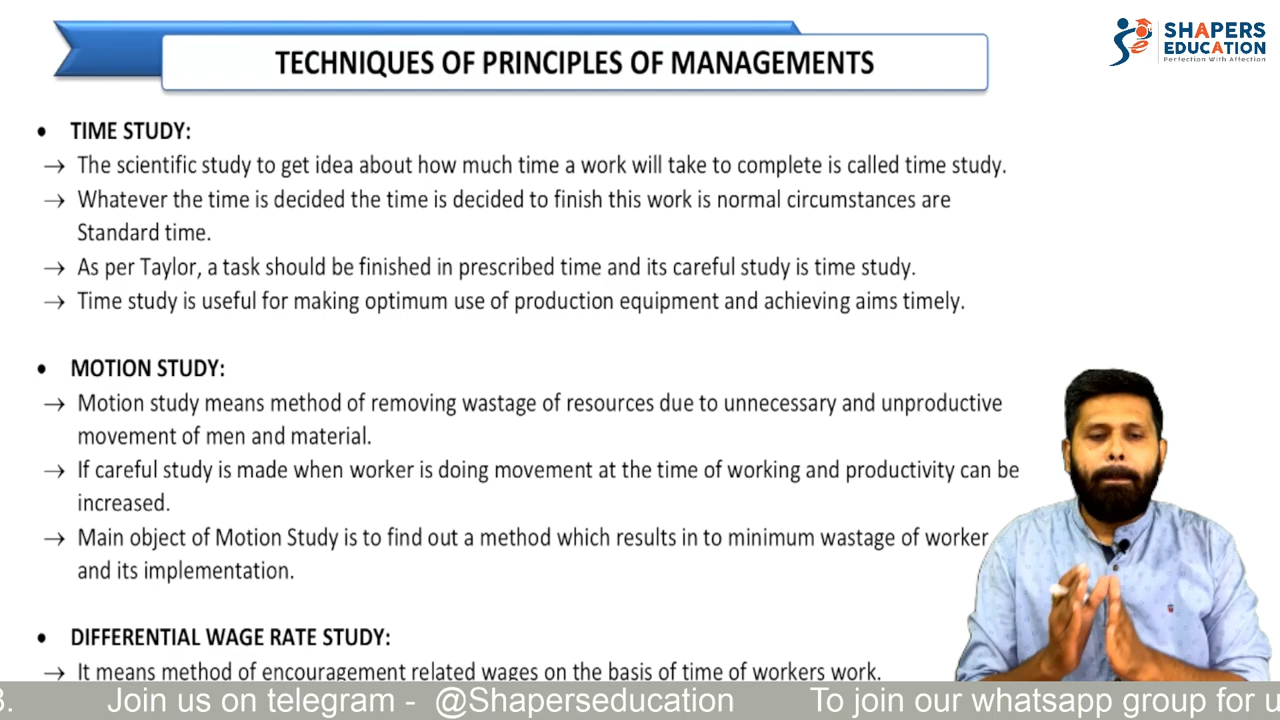 TECHNIQUES OF PRINCIPLES OF MANAGEMENTS
SHAPERS
EDUCATION
Perfection With Affection
• TIME STUDY:
→ The scientific study to get idea about how much time a work will take to complete is called time study.
→ Whatever the time is decided the time is decided to finish this work is normal circumstances are
Standard time.
→ As per Taylor, a task should be finished in prescribed time and its careful study is time study.
→ Time study is useful for making optimum use of production equipment and achieving aims timely.
• MOTION STUDY:
→ Motion study means method of removing wastage of resources due to unnecessary and unproductive
movement of men and material.
→ If careful study is made when worker is doing movement at the time of working and productivity can be
increased.
→ Main object of Motion Study is to find out a method which results in to minimum wastage of worker
and its implementation.
• DIFFERENTIAL WAGE RATE STUDY:
→ It means method of encouragement related wages on the basis of time of workers work.
3. Join us on telegram - @Shaperseducation To join our whatsapp group for u